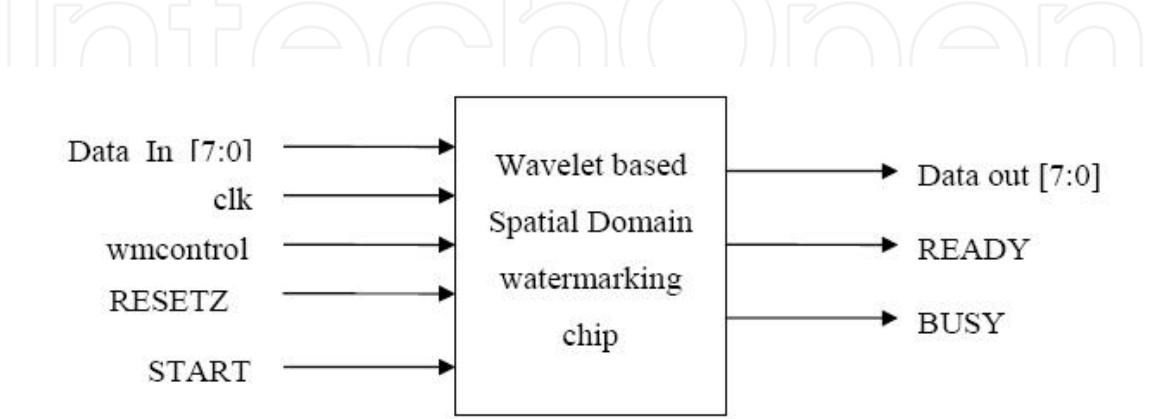 IntechOpen
Data In [7:0]
clk
wmcontrol
RESETZ
START
Wavelet based
Spatial Domain
watermarking
chip
Data out [7:0]
READY
BUSY